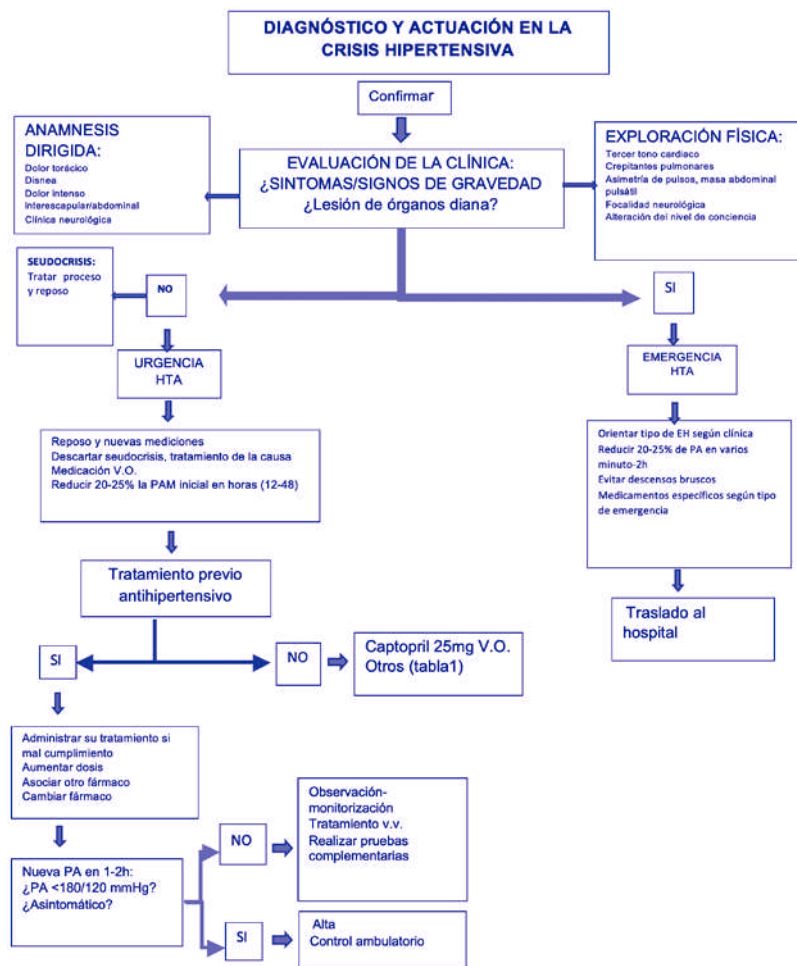 DIAGNÓSTICO Y ACTUACIÓN EN LA
CRISIS HIPERTENSIVA
Confirmar
ANAMNESIS
DIRIGIDA:
Dolor torácico
Disnea
Dolor intenso
interescapular/abdominal
Clínica neurológica
EVALUACIÓN DE LA CLÍNICA:
¿SINTOMAS/SIGNOS DE GRAVEDAD
¿Lesión de órganos diana?
EXPLORACIÓN FÍSICA:
Tercer tono cardiaco
Crepitantes pulmonares
Asimetría de pulsos, masa abdominal
pulsátil
Focalidad neurológica
Alteración del nivel de conciencia
SEUDOCRISIS:
Tratar proceso
y reposo
NO
SI
URGENCIA
HTA
EMERGENCIA
HTA
Reposo y nuevas mediciones
Descartar seudocrisis, tratamiento de la causa
Medicación V.O.
Reducir 20-25% la PAM inicial en horas (12-48)
Orientar tipo de EH según clínica
Reducir 20-25% de PA en varios
minuto-2h
Evitar descensos bruscos
Medicamentos específicos según tipo
de emergencia
Tratamiento previo
antihipertensivo
Traslado al
hospital
SI
NO
Captopril 25mg V.O.
Otros (tabla1)
Administrar su tratamiento si
mal cumplimiento
Aumentar dosis
Asociar otro fármaco
Cambiar fármaco
NO
Observación-
monitorización
Tratamiento v.v.
Realizar pruebas
complementarias
Nueva PA en 1-2h:
¿PA <180/120 mmHg?
¿Asintomático?
SI
Alta
Control ambulatorio